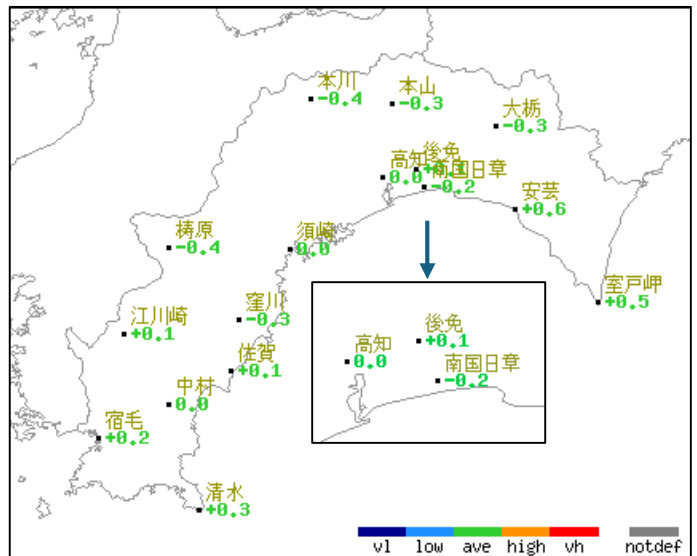 本川
-0.4
本山
-0.3
大栃
-0.3
高知
0.0
後免
+0.1
南国日章
-0.2
安芸
+0.6
室戸岬
+0.5
梼原
-0.4
須崎
0.0
窪川
-0.3
江川崎
+0.1
佐賀
+0.1
中村
0.0
宿毛
+0.2
清水
+0.3
後免
+0.1
高知
0.0
南国日章
-0.2
vl low ave high vh notdef